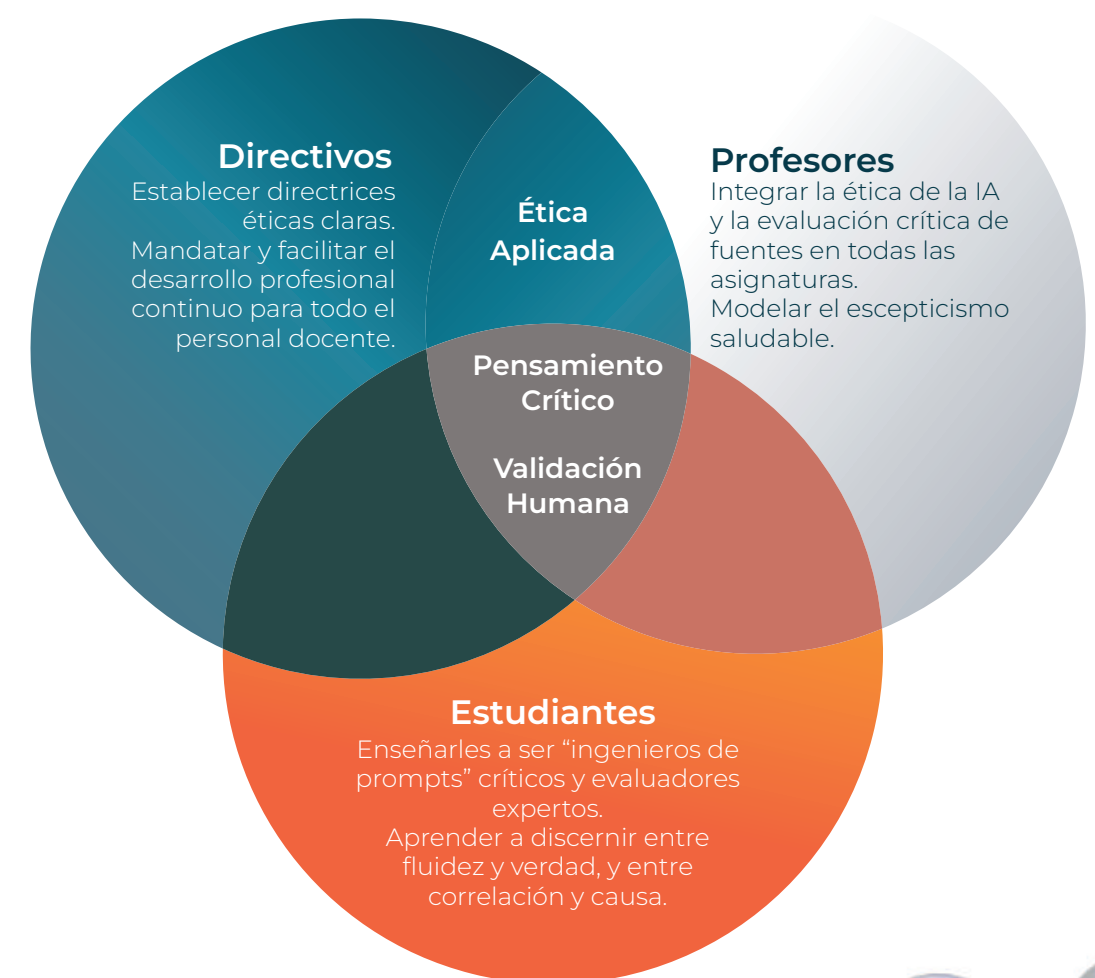 Directivos
Establecer directrices
éticas claras.
Mandatar y facilitar el
desarrollo profesional
continuo para todo el
personal docente.
Ética
Aplicada
Profesores
Integrar la ética de la IA
y la evaluación crítica de
fuentes en todas las
asignaturas.
Modelar el escepticismo
saludable.
Pensamiento
Crítico
Validación
Humana
Estudiantes
Enseñarles a ser “ingenieros de
prompts” críticos y evaluadores
expertos.
Aprender a discernir entre
fluidez y verdad, y entre
correlación y causa.